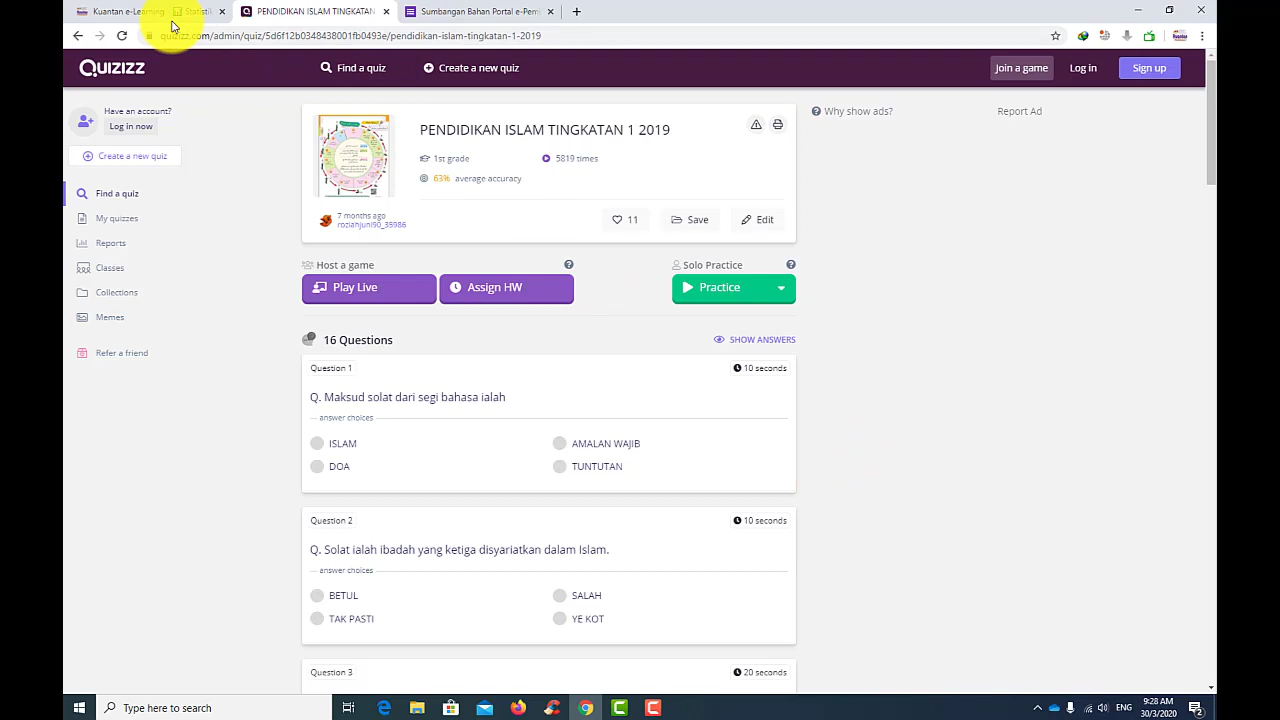 Kuantan e-Learning
Statistik
PENDIDIKAN ISLAM TINGKATAN
Sumbangan Bahan Portal e-Pem
quizizz.com/admin/quiz/5d6f12b0348438001fb0493e/pendidikan-islam-tingkatan-1-2019
Quizizz
Find a quiz
Create a new quiz
Join a game
Log in
Sign up
Have an account?
Log in now
Create a new quiz
Find a quiz
My quizzes
Reports
Classes
Collections
Memes
Refer a friend
PENDIDIKAN ISLAM TINGKATAN 1 2019
1st grade
5819 times
63% average accuracy
7 months ago
rozianjuni90_35986
11
Save
Edit
Why show ads?
Report Ad
Host a game
Solo Practice
Play Live
Assign HW
Practice
16 Questions
SHOW ANSWERS
Question 1
10 seconds
Q. Maksud solat dari segi bahasa ialah
answer choices
ISLAM
AMALAN WAJIB
DOA
TUNTUTAN
Question 2
10 seconds
Q. Solat ialah ibadah yang ketiga disyariatkan dalam Islam.
answer choices
BETUL
SALAH
TAK PASTI
YE KOT
Question 3
20 seconds
Type here to search
ENG
9:28 AM
30/3/2020
2